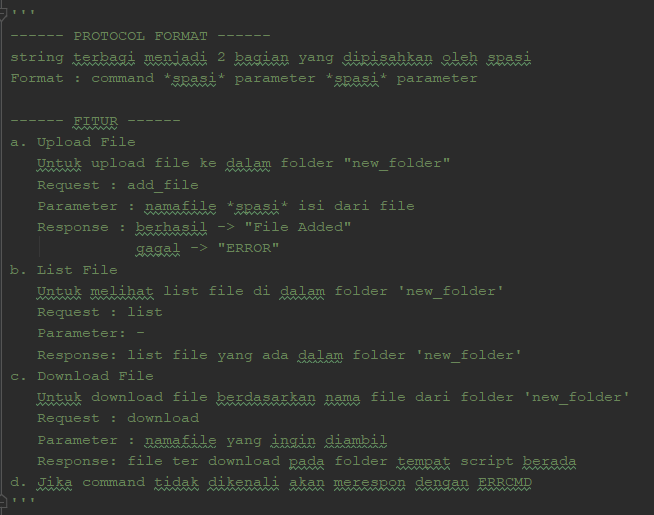 '''
------ PROTOCOL FORMAT ------
string terbagi menjadi 2 bagian yang dipisahkan oleh spasi
Format : command *spasi* parameter *spasi* parameter
------ FITUR ------
a. Upload File
Untuk upload file ke dalam folder "new_folder"
Request : add_file
Parameter : namafile *spasi* isi dari file
Response : berhasil -> "File Added"
gagal -> "ERROR"
b. List File
Untuk melihat list file di dalam folder 'new_folder'
Request : list
Parameter: -
Response: list file yang ada dalam folder 'new_folder'
c. Download File
Untuk download file berdasarkan nama file dari folder 'new_folder'
Request : download
Parameter : namafile yang ingin diambil
Response: file ter download pada folder tempat script berada
d. Jika command tidak dikenali akan merespon dengan ERRCMD
'''